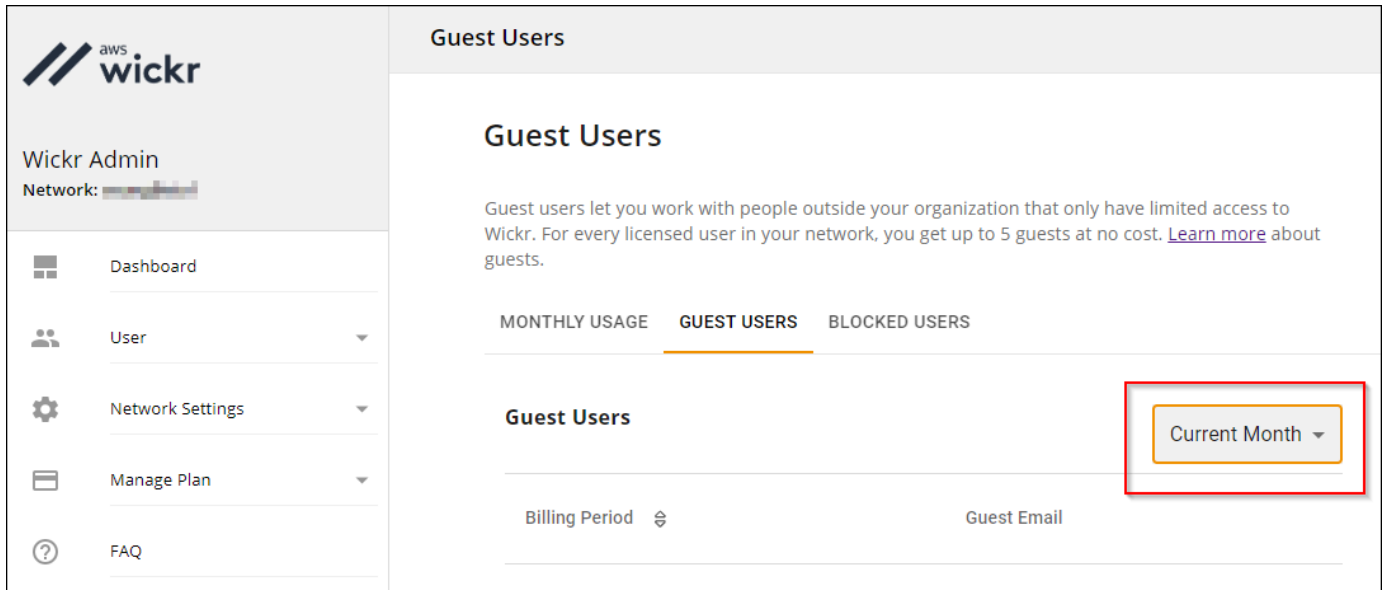 aws
wickr
Guest Users
Wickr Admin
Network:
Dashboard
User
Network Settings
Manage Plan
FAQ
Guest Users
Guest users let you work with people outside your organization that only have limited access to
Wickr. For every licensed user in your network, you get up to 5 guests at no cost. Learn more about
guests.
MONTHLY USAGE GUEST USERS BLOCKED USERS
Guest Users
Current Month
Billing Period Guest Email